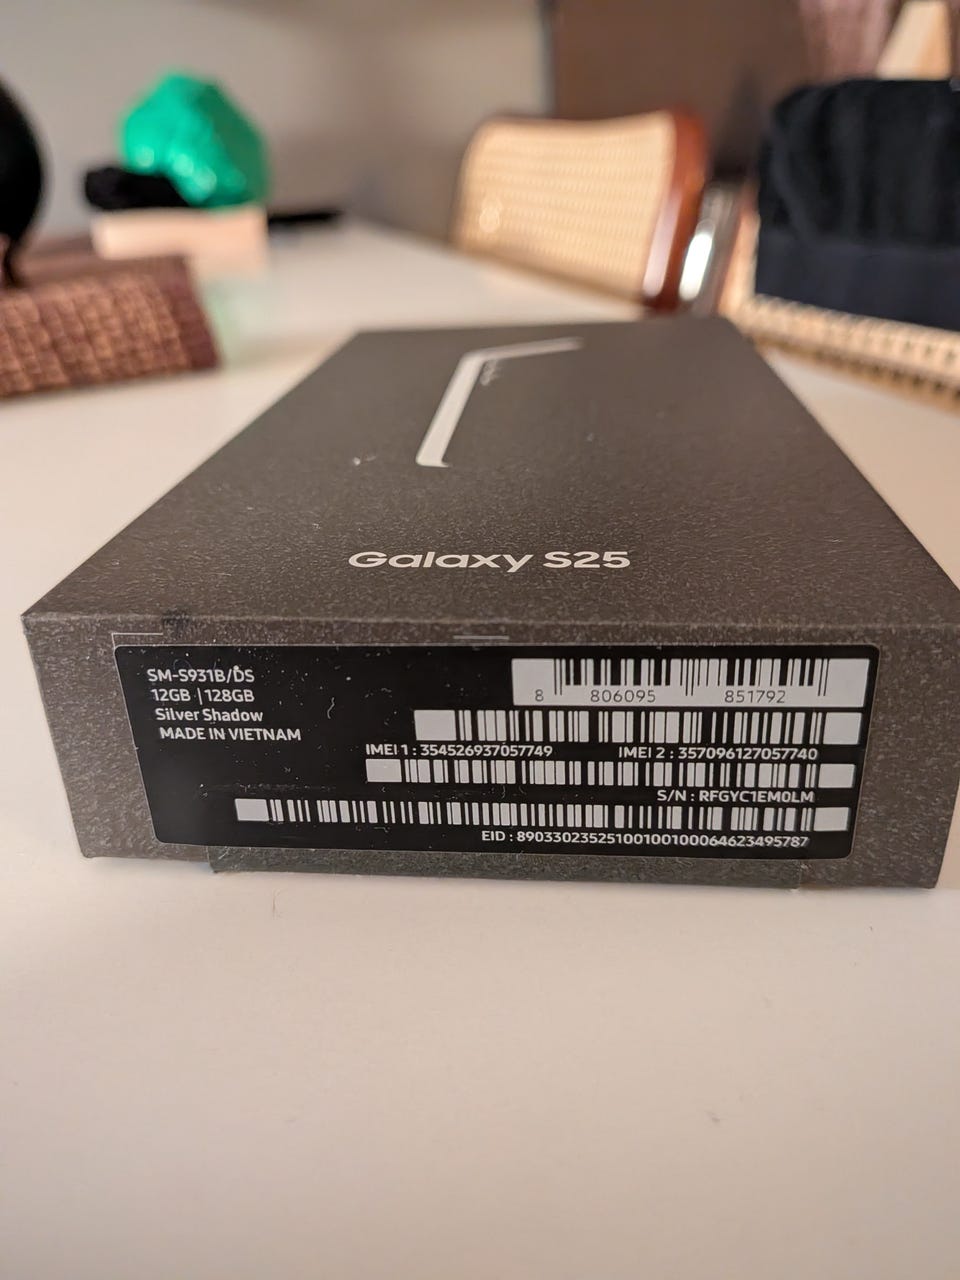 Galaxy S25
SM-S931B/DS
12GB | 128GB
Silver Shadow
MADE IN VIETNAM
8 806095 851792
IMEI 1 : 354526937057749 IMEI 2 : 357096127057740
S/N : RFGYC1EM0LM
EID : 89033023525100100100064623495787